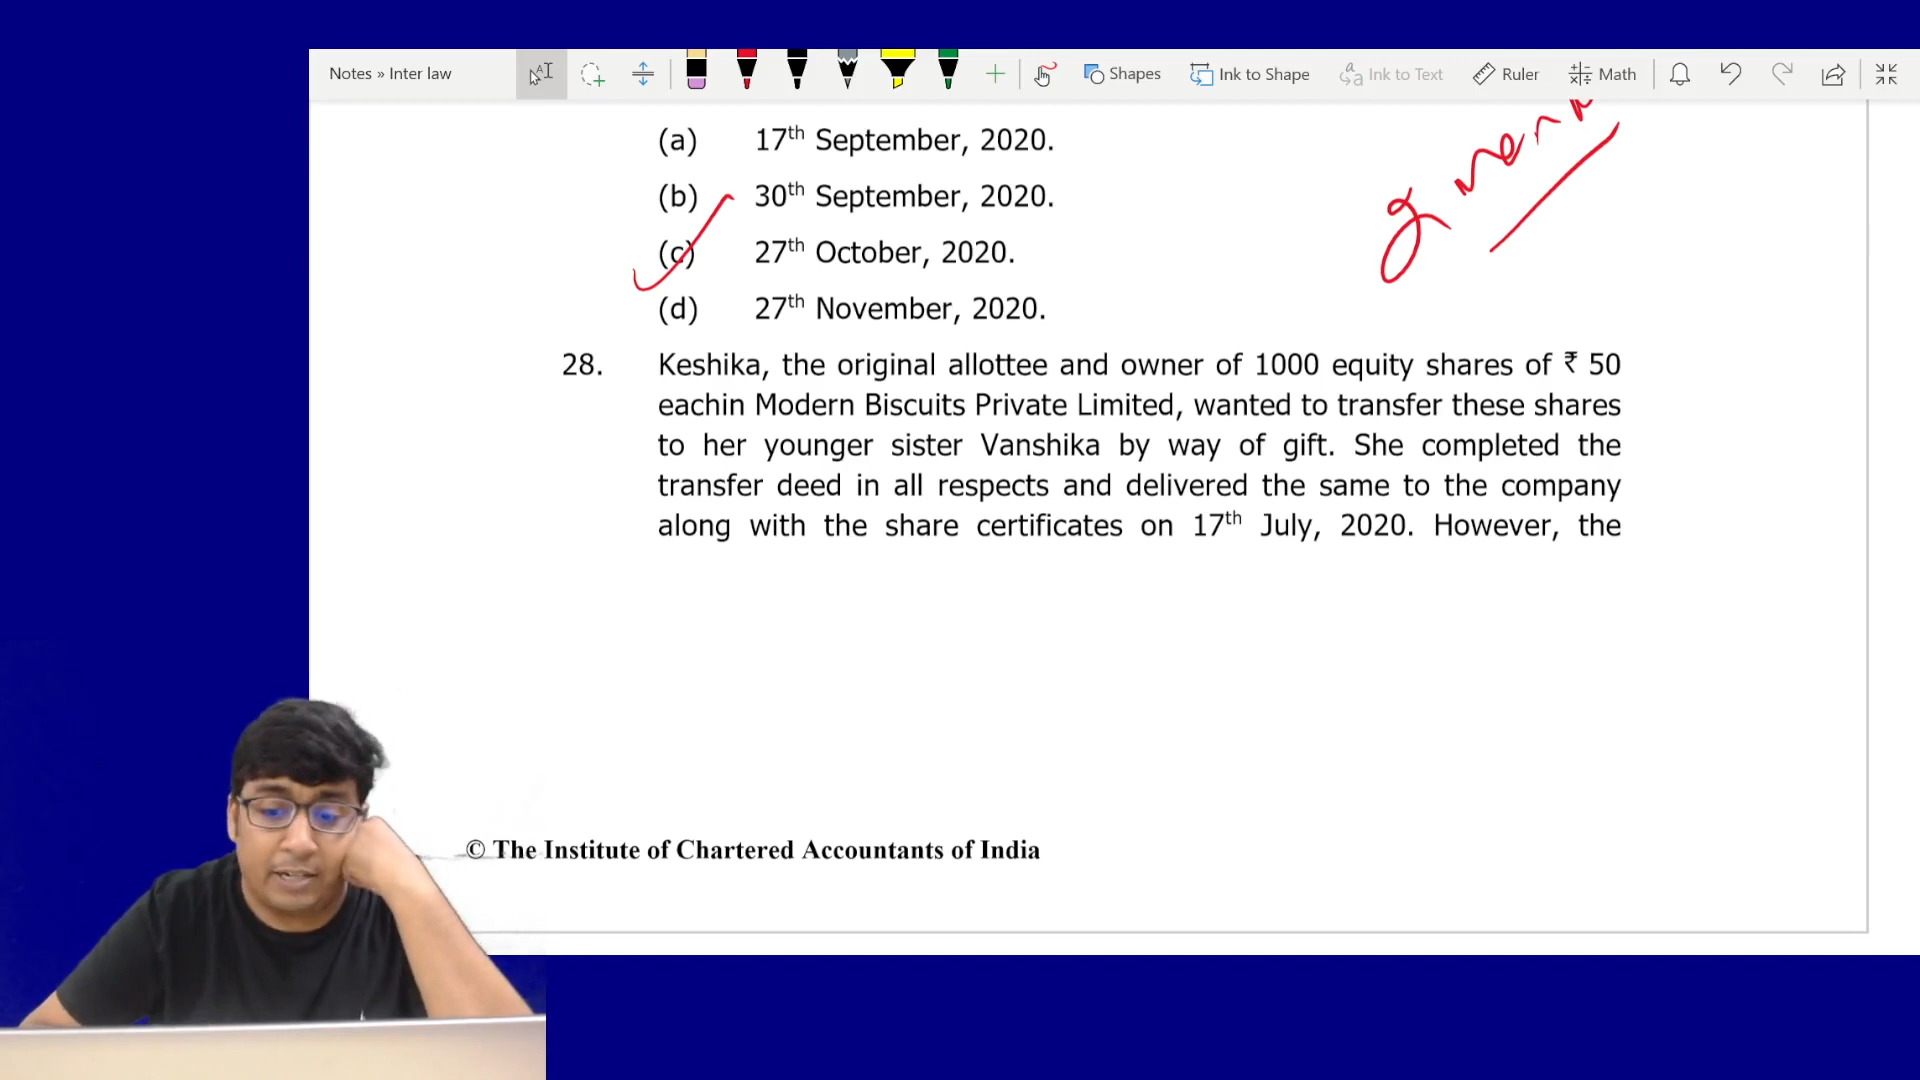 Notes » Inter law
Shapes
Ink to Shape
Ink to Text
Ruler
Math
(a) 17th September, 2020.
(b) 30th September, 2020.
(c) 27th October, 2020.
(d) 27th November, 2020.
28. Keshika, the original allottee and owner of 1000 equity shares of ₹ 50
eachin Modern Biscuits Private Limited, wanted to transfer these shares
to her younger sister Vanshika by way of gift. She completed the
transfer deed in all respects and delivered the same to the company
along with the share certificates on 17th July, 2020. However, the
© The Institute of Chartered Accountants of India